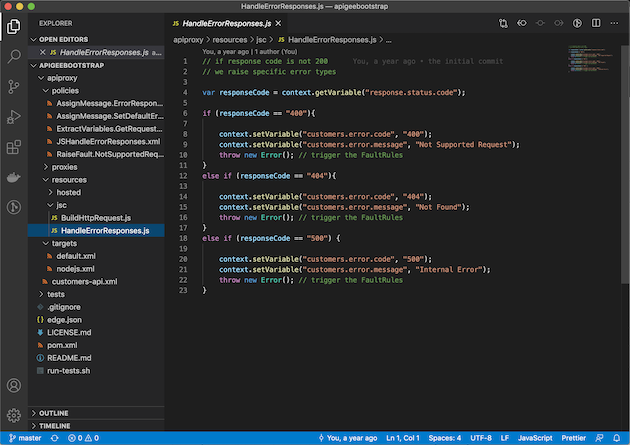 HandleErrorResponses.js — apigeebootstrap
EXPLORER
OPEN EDITORS
HandleErrorResponses.js a...
APIGEEBOOTSTRAP
apiproxy
policies
AssignMessage.ErrorRespon...
AssignMessage.SetDefaultEr...
ExtractVariables.GetRequest...
JSHandleErrorResponses.xml
RaiseFault.NotSupportedReq...
proxies
resources
hosted
jsc
BuildHttpRequest.js
HandleErrorResponses.js
targets
default.xml
nodejs.xml
customers-api.xml
tests
.gitignore
edge.json
LICENSE.md
pom.xml
README.md
run-tests.sh
OUTLINE
TIMELINE
JS HandleErrorResponses.js
apiproxy > resources > jsc > JS HandleErrorResponses.js > ...
You, a year ago | 1 author (You)
1 // if response code is not 200 You, a year ago • the initial commit
2 // we raise specific error types
3
4 var responseCode = context.getVariable("response.status.code");
5
6 if (responseCode == "400"){
7
8 context.setVariable("customers.error.code", "400");
9 context.setVariable("customers.error.message", "Not Supported Request");
10 throw new Error(); // trigger the FaultRules
11 }
12 else if (responseCode == "404"){
13
14 context.setVariable("customers.error.code", "404");
15 context.setVariable("customers.error.message", "Not Found");
16 throw new Error(); // trigger the FaultRules
17 }
18 else if (responseCode == "500") {
19
20 context.setVariable("customers.error.code", "500");
21 context.setVariable("customers.error.message", "Internal Error");
22 throw new Error(); // trigger the FaultRules
23 }
master 0 0 You, a year ago Ln 1, Col 1 Spaces: 4 UTF-8 LF JavaScript Prettier